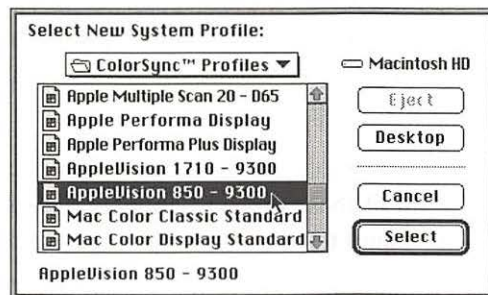 Select New System Profile:
ColorSync™ Profiles
Macintosh HD
Apple Multiple Scan 20 - D65
Apple Performa Display
Apple Performa Plus Display
AppleVision 1710 - 9300
AppleVision 850 - 9300
Mac Color Classic Standard
Mac Color Display Standard
Eject
Desktop
Cancel
Select
AppleVision 850 - 9300